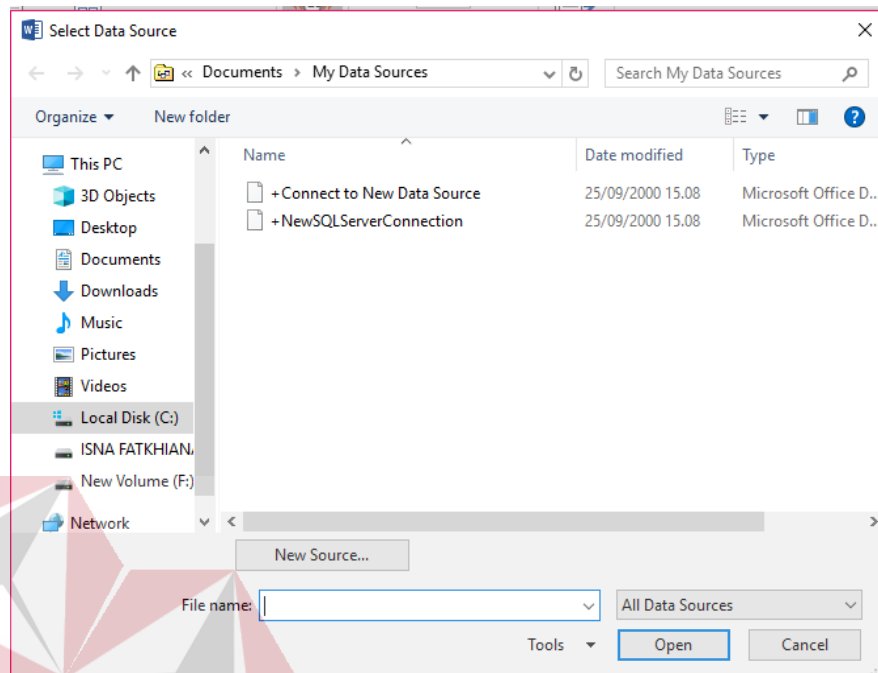 Select Data Source
« Documents > My Data Sources
Search My Data Sources
Organize
New folder
Name
Date modified
Type
This PC
3D Objects
Desktop
Documents
Downloads
Music
Pictures
Videos
Local Disk (C:)
ISNA FATKHIAN
New Volume (F:)
Network
+Connect to New Data Source 25/09/2000 15.08 Microsoft Office D...
+NewSQLServerConnection 25/09/2000 15.08 Microsoft Office D...
New Source...
File name:
All Data Sources
Tools
Open
Cancel